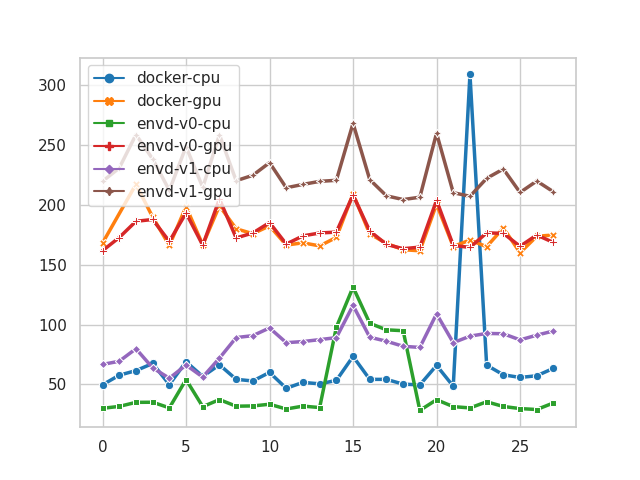 docker-cpu
docker-gpu
envd-v0-cpu
envd-v0-gpu
envd-v1-cpu
envd-v1-gpu
300
250
200
150
100
50
0 5 10 15 20 25